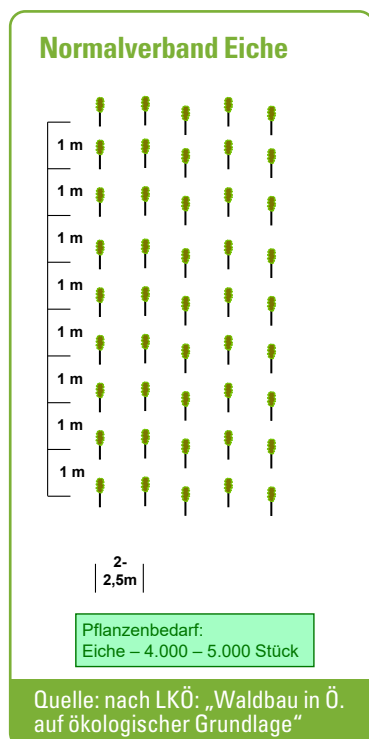 Normalverband Eiche
1 m
1 m
1 m
1 m
1 m
1 m
1 m
1 m
2-
2,5m
Pflanzenbedarf:
Eiche – 4.000 – 5.000 Stück
Quelle: nach LKÖ: „Waldbau in Ö.
auf ökologischer Grundlage“